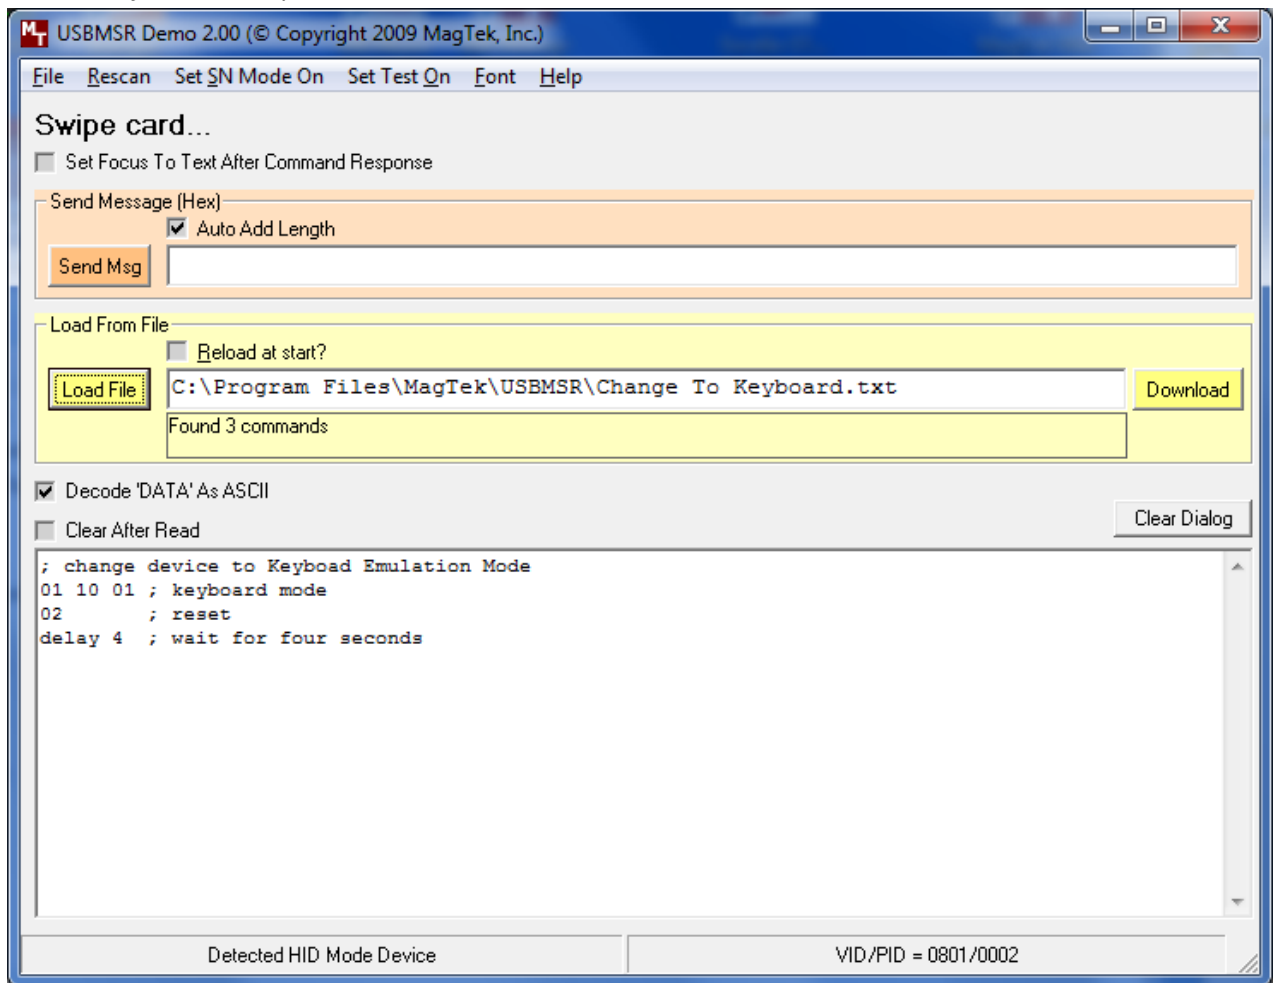 USBMSR Demo 2.00 (© Copyright 2009 MagTek, Inc.)
File Rescan Set SN Mode On Set Test On Font Help
Swipe card...
Set Focus To Text After Command Response
Send Message (Hex)
Auto Add Length
Send Msg
Load From File
Reload at start?
Load File C:\Program Files\MagTek\USBMSR\Change To Keyboard.txt Download
Found 3 commands
Decode 'DATA' As ASCII
Clear Dialog
Clear After Read
; change device to Keyboad Emulation Mode
01 10 01 ; keyboard mode
02       ; reset
delay 4  ; wait for four seconds
Detected HID Mode Device VID/PID = 0801/0002